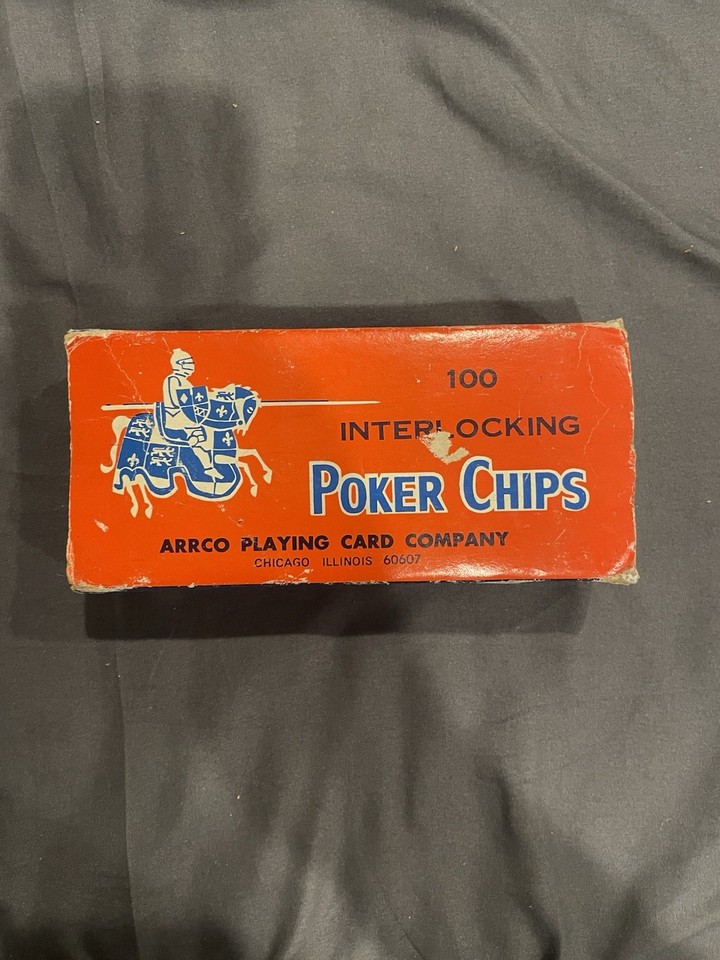 100
INTERLOCKING
POKER CHIPS
ARRCO PLAYING CARD COMPANY
CHICAGO ILLINOIS 60607